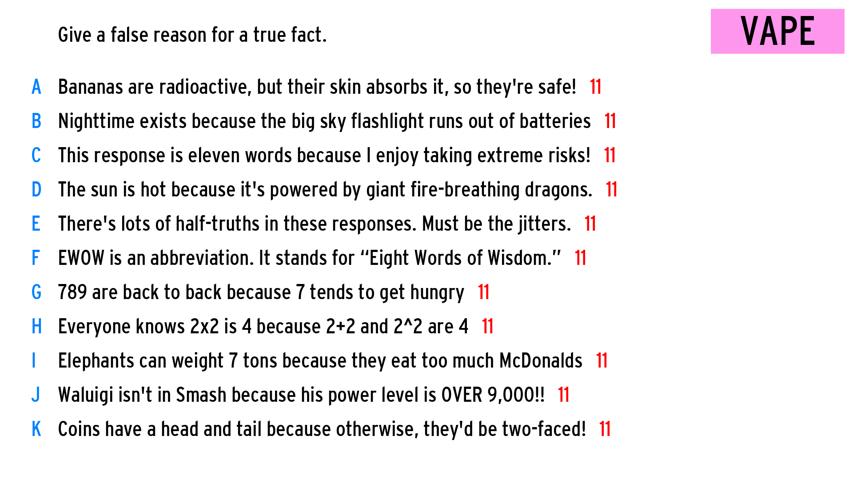 Give a false reason for a true fact.
VAPE
A Bananas are radioactive, but their skin absorbs it, so they're safe! 11
B Nighttime exists because the big sky flashlight runs out of batteries 11
C This response is eleven words because I enjoy taking extreme risks! 11
D The sun is hot because it's powered by giant fire-breathing dragons. 11
E There's lots of half-truths in these responses. Must be the jitters. 11
F EWOW is an abbreviation. It stands for “Eight Words of Wisdom.” 11
G 789 are back to back because 7 tends to get hungry 11
H Everyone knows 2x2 is 4 because 2+2 and 2^2 are 4 11
I Elephants can weight 7 tons because they eat too much McDonalds 11
J Waluigi isn't in Smash because his power level is OVER 9,000!! 11
K Coins have a head and tail because otherwise, they'd be two-faced! 11